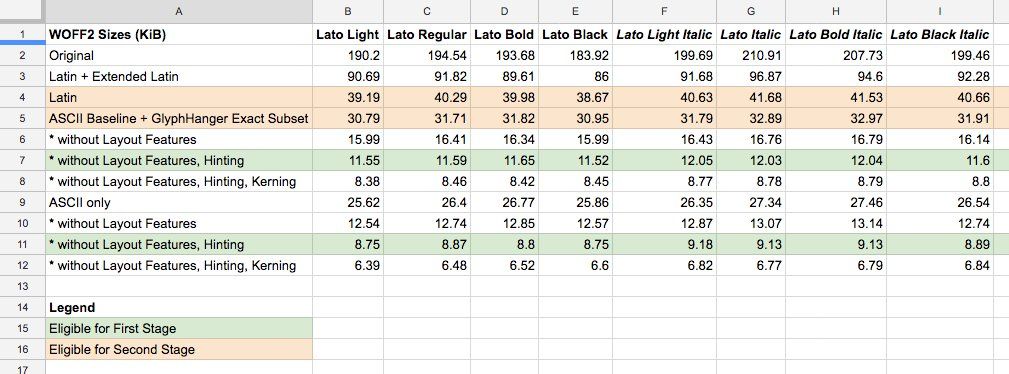 A B C D E F G H I
1 WOFF2 Sizes (KiB) Lato Light Lato Regular Lato Bold Lato Black Lato Light Italic Lato Italic Lato Bold Italic Lato Black Italic
2 Original 190.2 194.54 193.68 183.92 199.69 210.91 207.73 199.46
3 Latin + Extended Latin 90.69 91.82 89.61 86 91.68 96.87 94.6 92.28
4 Latin 39.19 40.29 39.98 38.67 40.63 41.68 41.53 40.66
5 ASCII Baseline + GlyphHanger Exact Subset 30.79 31.71 31.82 30.95 31.79 32.89 32.97 31.91
6 * without Layout Features 15.99 16.41 16.34 15.99 16.43 16.76 16.79 16.14
7 * without Layout Features, Hinting 11.55 11.59 11.65 11.52 12.05 12.03 12.04 11.6
8 * without Layout Features, Hinting, Kerning 8.38 8.46 8.42 8.45 8.77 8.78 8.79 8.8
9 ASCII only 25.62 26.4 26.77 25.86 26.35 27.34 27.46 26.54
10 * without Layout Features 12.54 12.74 12.85 12.57 12.87 13.07 13.14 12.74
11 * without Layout Features, Hinting 8.75 8.87 8.8 8.75 9.18 9.13 9.13 8.89
12 * without Layout Features, Hinting, Kerning 6.39 6.48 6.52 6.6 6.82 6.77 6.79 6.84
13
14 Legend
15 Eligible for First Stage
16 Eligible for Second Stage
17